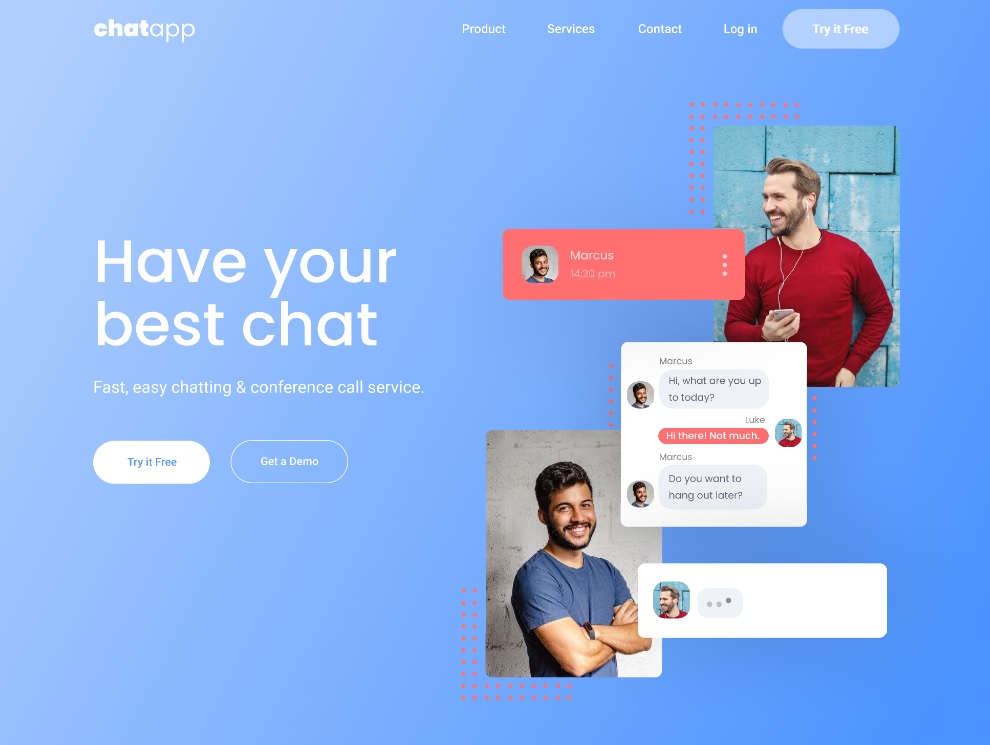 chatapp
Product
Services
Contact
Log in
Try it Free
Have your
best chat
Fast, easy chatting & conference call service.
Try it Free
Get a Demo
Marcus
14:20 pm
Marcus
Hi, what are you up
to today?
Luke
Hi there! Not much.
Marcus
Do you want to
hang out later?